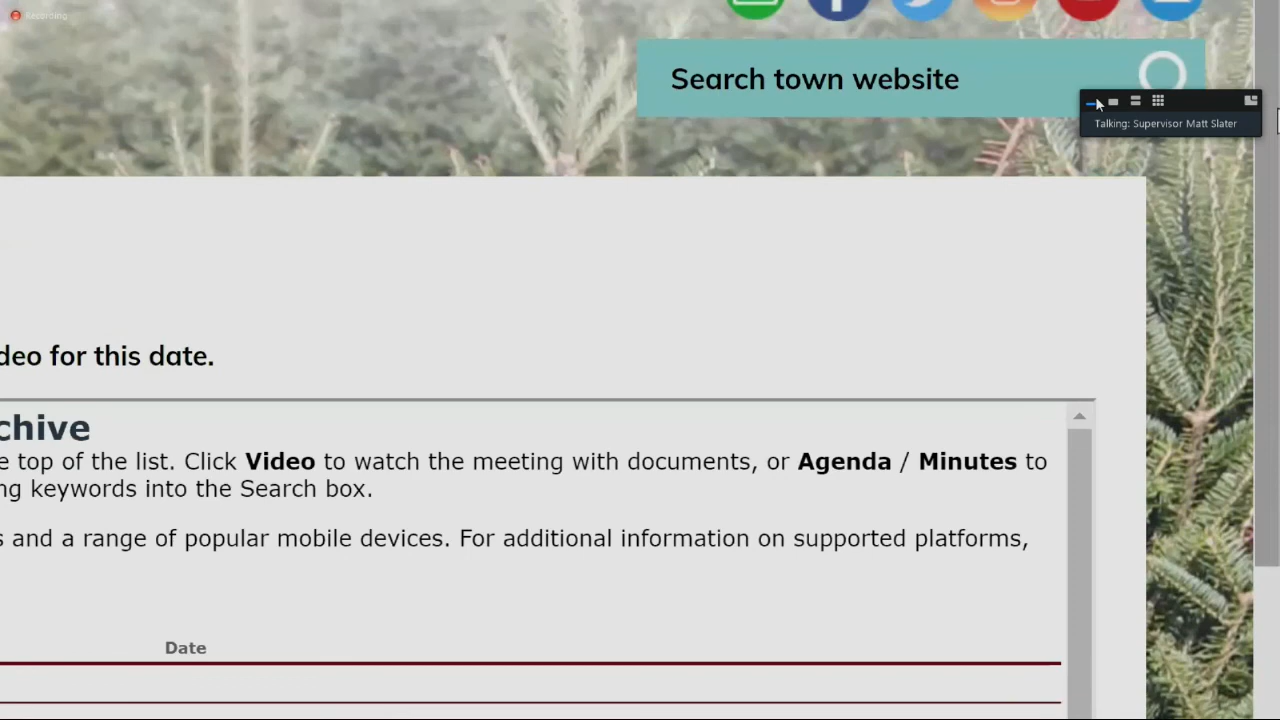 Recording
Search town website
Talking: Supervisor Matt Slater
deo for this date.
chive
e top of the list. Click Video to watch the meeting with documents, or Agenda / Minutes to
ng keywords into the Search box.
s and a range of popular mobile devices. For additional information on supported platforms,
Date